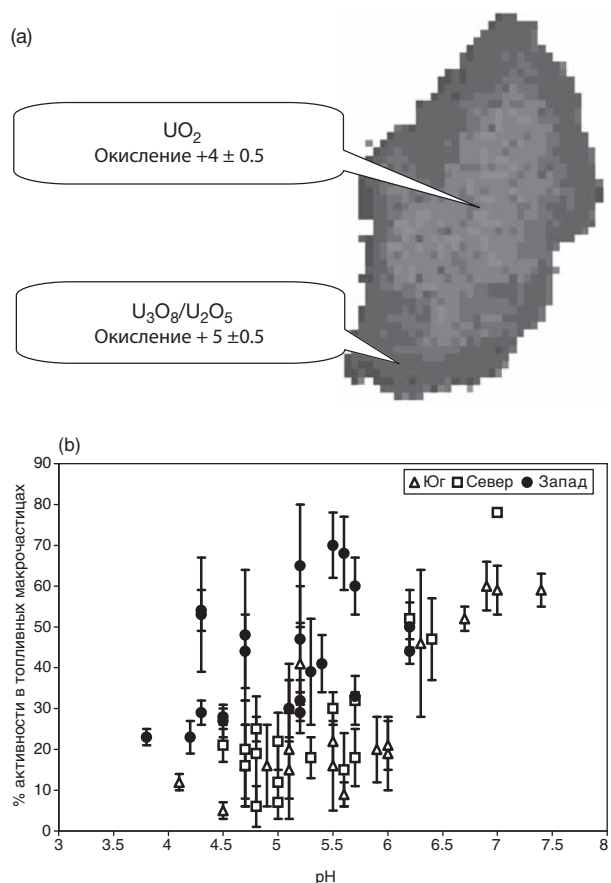 (a)
UO₂
Окисление +4 ± 0.5
U₃O₈/U₂O₅
Окисление + 5 ±0.5
(b)
% активности в топливных макрочастицах
90
80
70
60
50
40
30
20
10
0
Юг Север Запад
3 3.5 4 4.5 5 5.5 6 6.5 7 7.5 8
pH